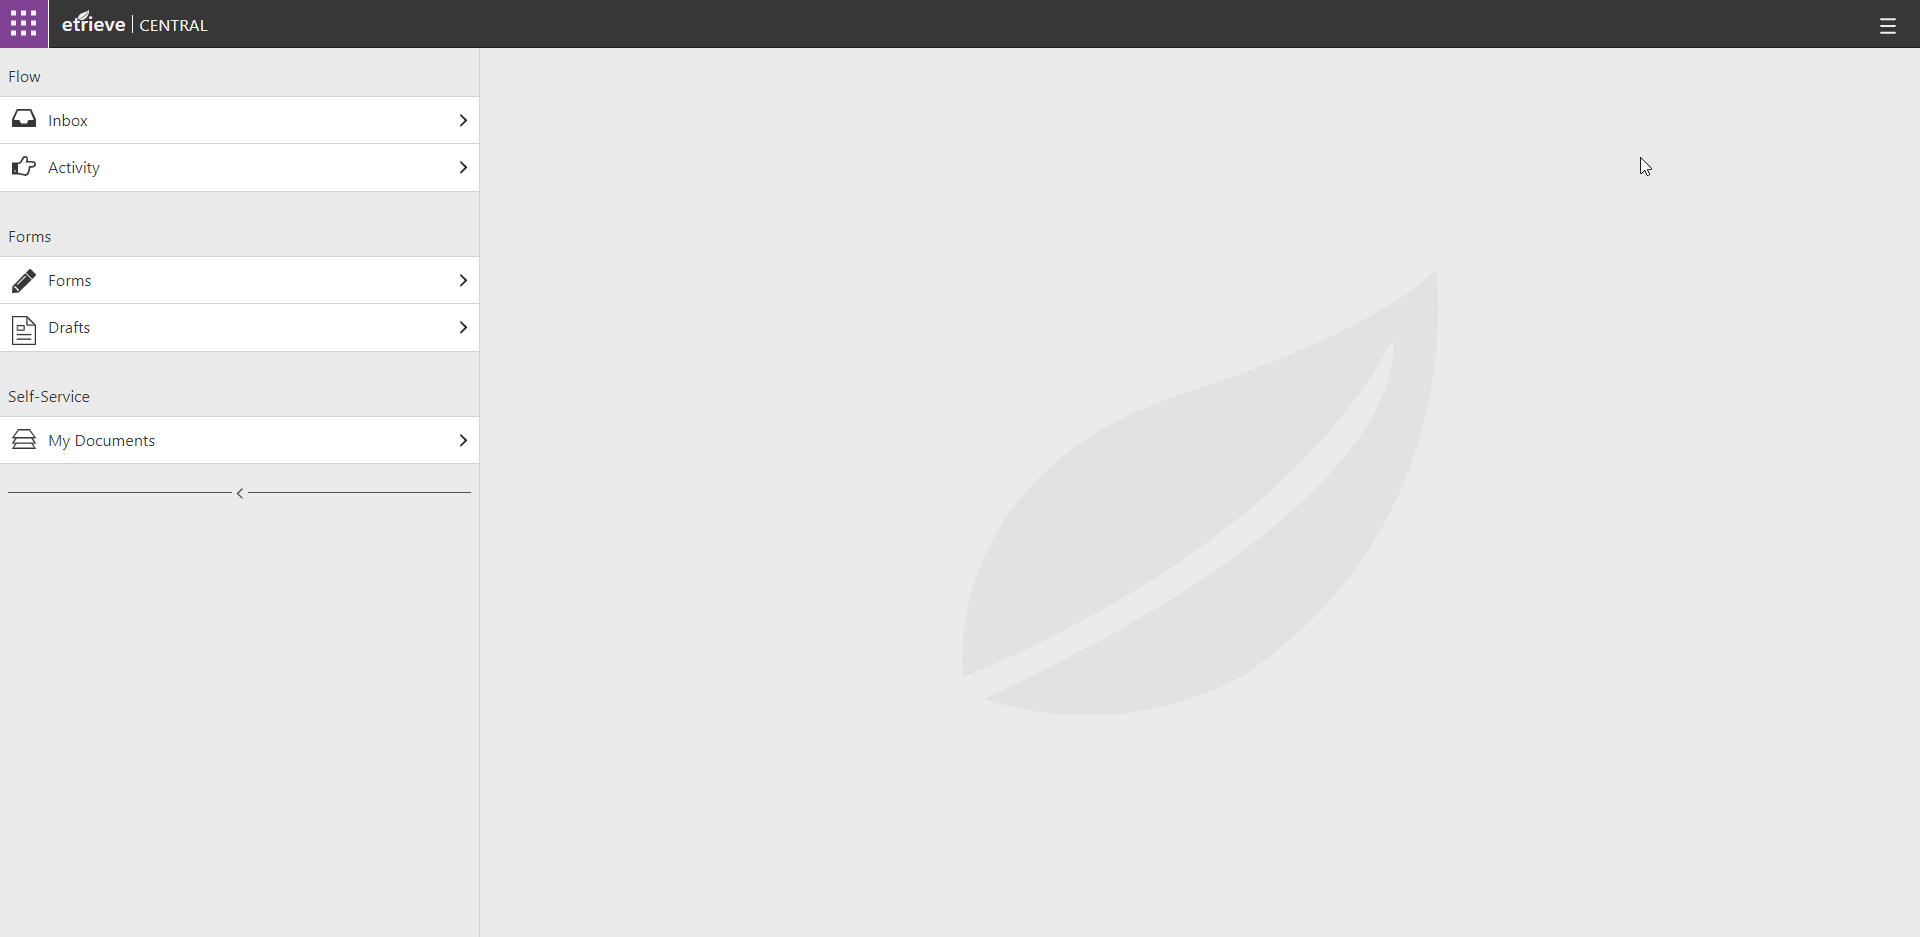 etrieve | CENTRAL
Flow
Inbox
Activity
Forms
Forms
Drafts
Self-Service
My Documents